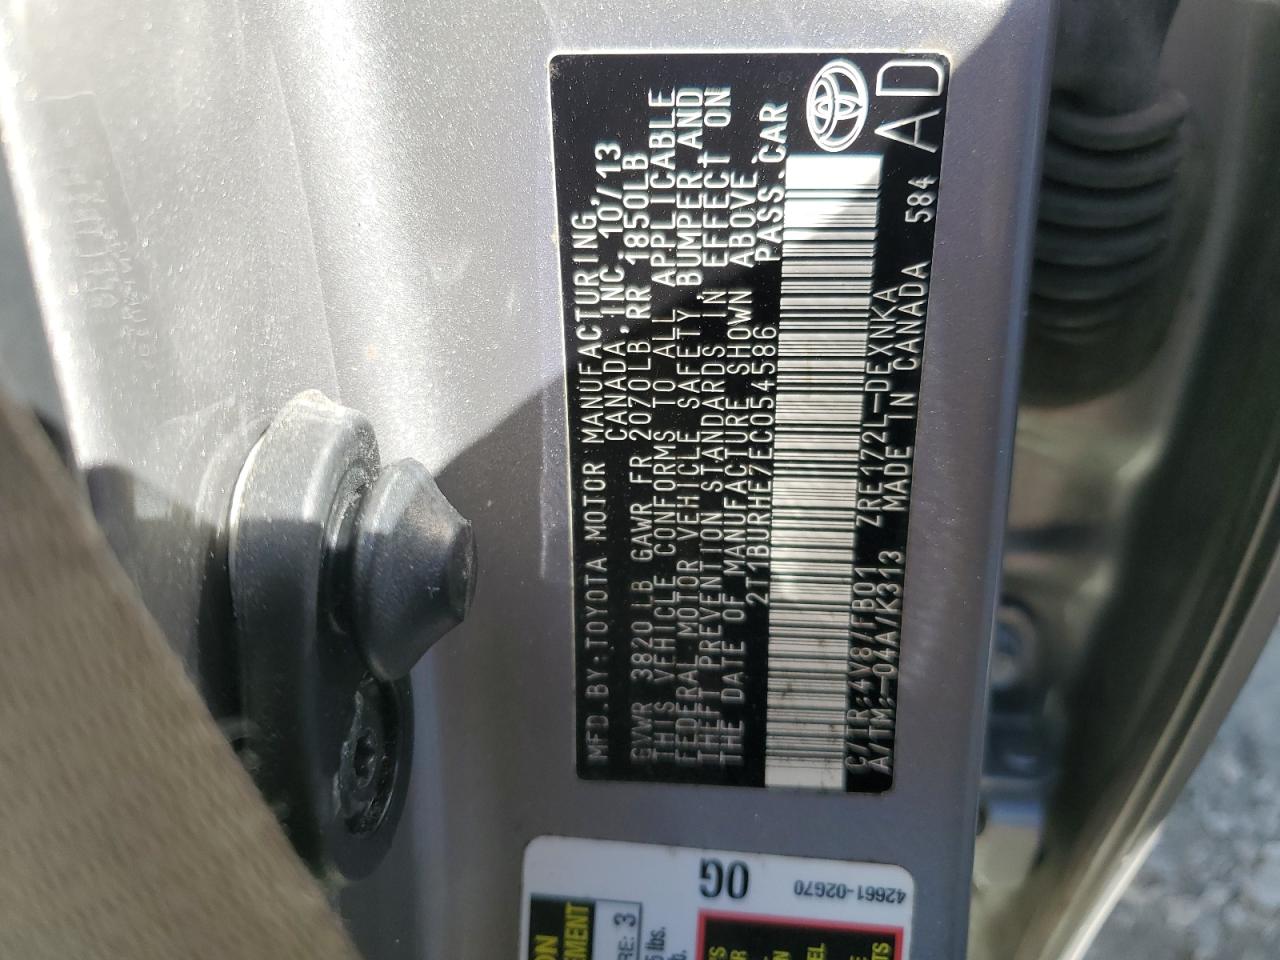 MFD.BY:TOYOTA MOTOR MANUFACTURING,
CANADA,INC. 10/13
GVWR 3820LB GAWR FR 2070LB.RR 1850LB
THIS VEHICLE CONFORMS TO ALL APPLICABLE
FEDERAL MOTOR VEHICLE SAFETY, BUMPER,AND
THEFT PREVENTION STANDARDS IN EFFECT ON
THE DATE OF MANUFACTURE SHOWN ABOVE.
2T1BURHE7EC054586 PASS.CAR
C/TR:4V8/FB01 ZRE172L-DEXNKA
A/TM:-04A/K313 MADE IN CANADA 584
AD
0G
42661-02G70
3